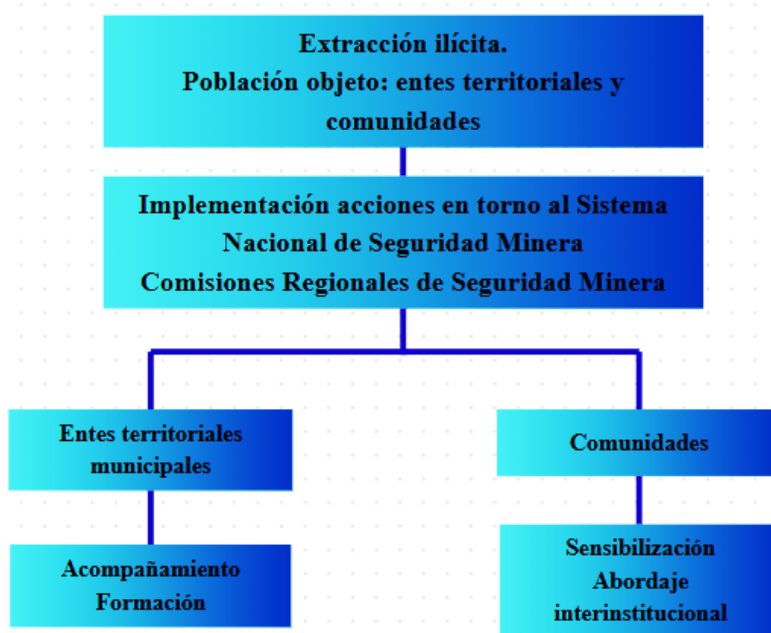 Extracción ilícita.
Población objeto: entes territoriales y
comunidades
Implementación acciones en torno al Sistema
Nacional de Seguridad Minera
Comisiones Regionales de Seguridad Minera
Entes territoriales
municipales
Comunidades
Acompañamiento
Formación
Sensibilización
Abordaje
interinstitucional